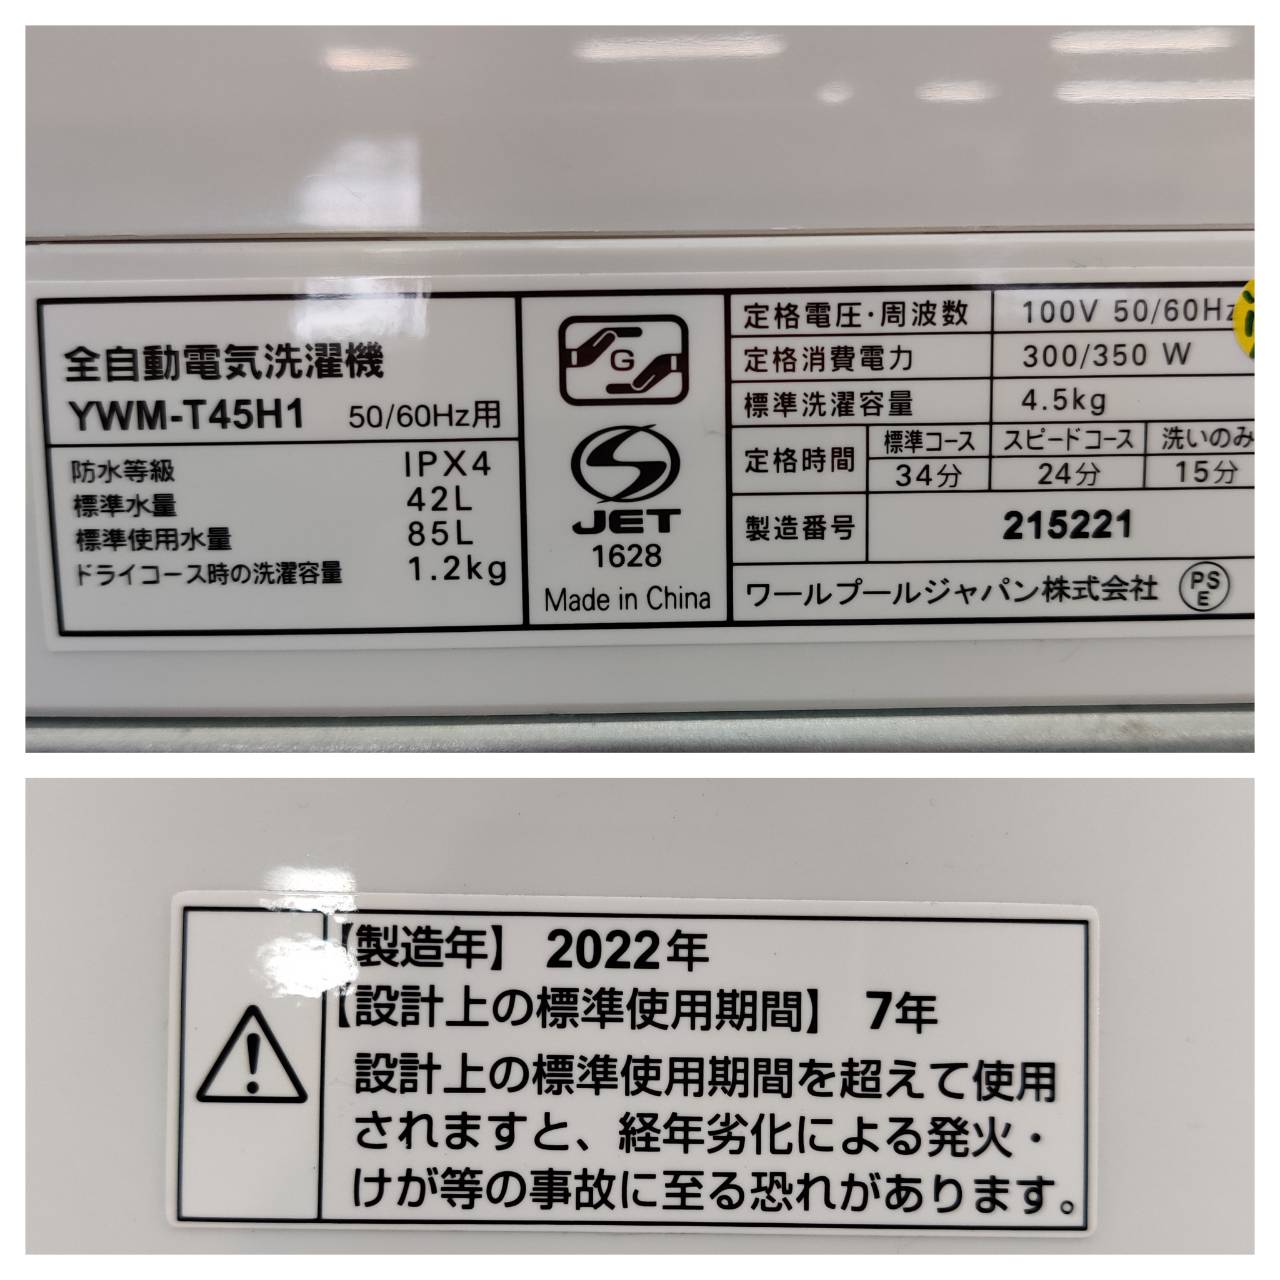 全自動電気洗濯機
YWM-T45H1 50/60Hz用
防水等級 IPX4
標準水量 42L
標準使用水量 85L
ドライコース時の洗濯容量 1.2kg
G
JET
1628
Made in China
定格電圧・周波数 100V 50/60Hz
定格消費電力 300/350 W
標準洗濯容量 4.5kg
定格時間 標準コース スピードコース 洗いのみ
34分 24分 15分
製造番号 215221
ワールプールジャパン株式会社 PSE
【製造年】 2022年
【設計上の標準使用期間】 7年
設計上の標準使用期間を超えて使用
されますと、経年劣化による発火・
けが等の事故に至る恐れがあります。